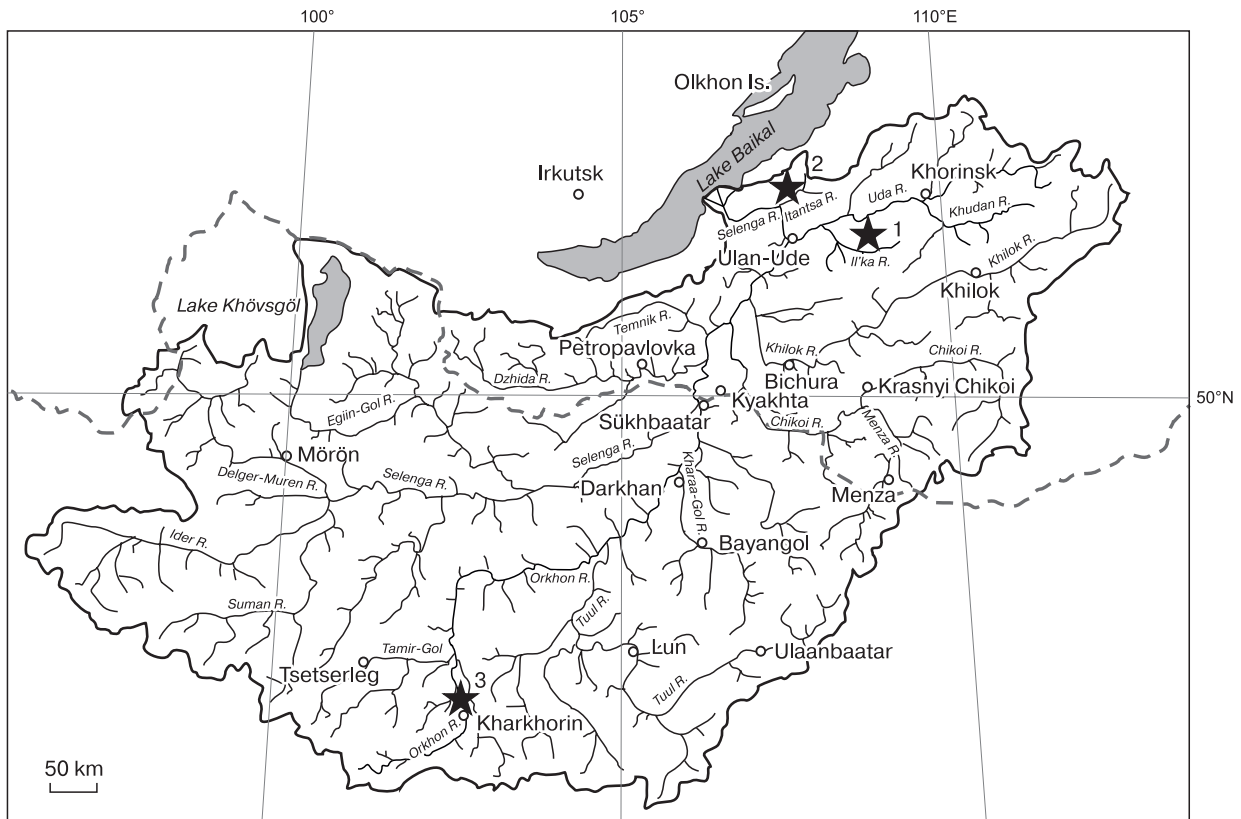 100°
105°
110°E
Olkhon Is.
Lake Baikal
Irkutsk
2
Khorinsk
Uda R.
Itantsa R.
Selenga R.
Khudan R.
1
Ulan-Ude
Il'ka R.
Khilok R.
Khilok
Lake Khövsgöl
Temnik R.
Petropavlovka
Khilok R.
Chikoi R.
Dzhida R.
Bichura
Krasnyi Chikoi
Kyakhta
50°N
Egiin-Gol R.
Sükhbaatar
Chikoi R.
Menza R.
Mörön
Selenga R.
Kharaa-Gol R.
Delger-Muren R.
Selenga R.
Darkhan
Menza
Ider R.
Bayangol
Orkhon R.
Suman R.
Tuul R.
Tamir-Gol
Lun
Ulaanbaatar
Tsetserleg
3
Tuul R.
Kharkhorin
Orkhon R.
50 km